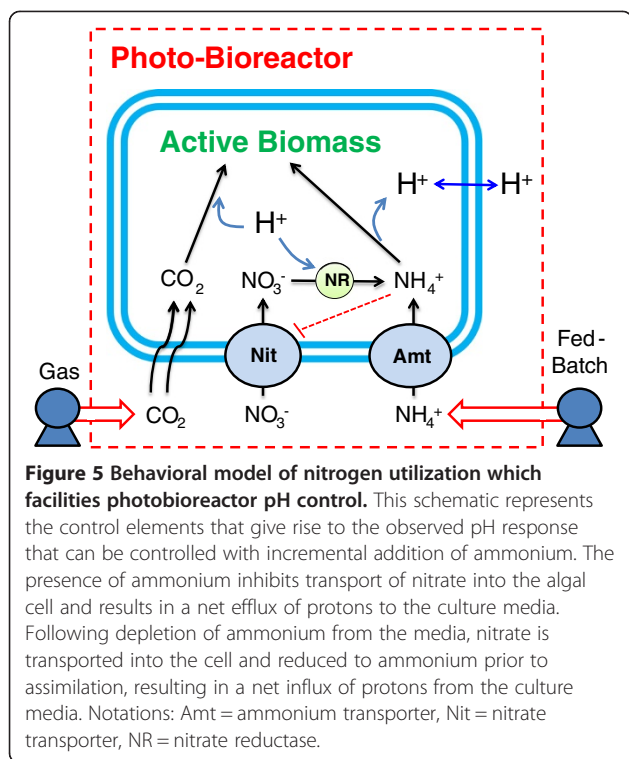 Photo-Bioreactor
Active Biomass
H⁺
H⁺
H⁺
CO₂
NO₃⁻
NR
NH₄⁺
Nit
Amt
Gas
Fed-
Batch
CO₂
NO₃⁻
NH₄⁺
Figure 5 Behavioral model of nitrogen utilization which
facilities photobioreactor pH control. This schematic represents
the control elements that give rise to the observed pH response
that can be controlled with incremental addition of ammonium. The
presence of ammonium inhibits transport of nitrate into the algal
cell and results in a net efflux of protons to the culture media.
Following depletion of ammonium from the media, nitrate is
transported into the cell and reduced to ammonium prior to
assimilation, resulting in a net influx of protons from the culture
media. Notations: Amt = ammonium transporter, Nit = nitrate
transporter, NR = nitrate reductase.